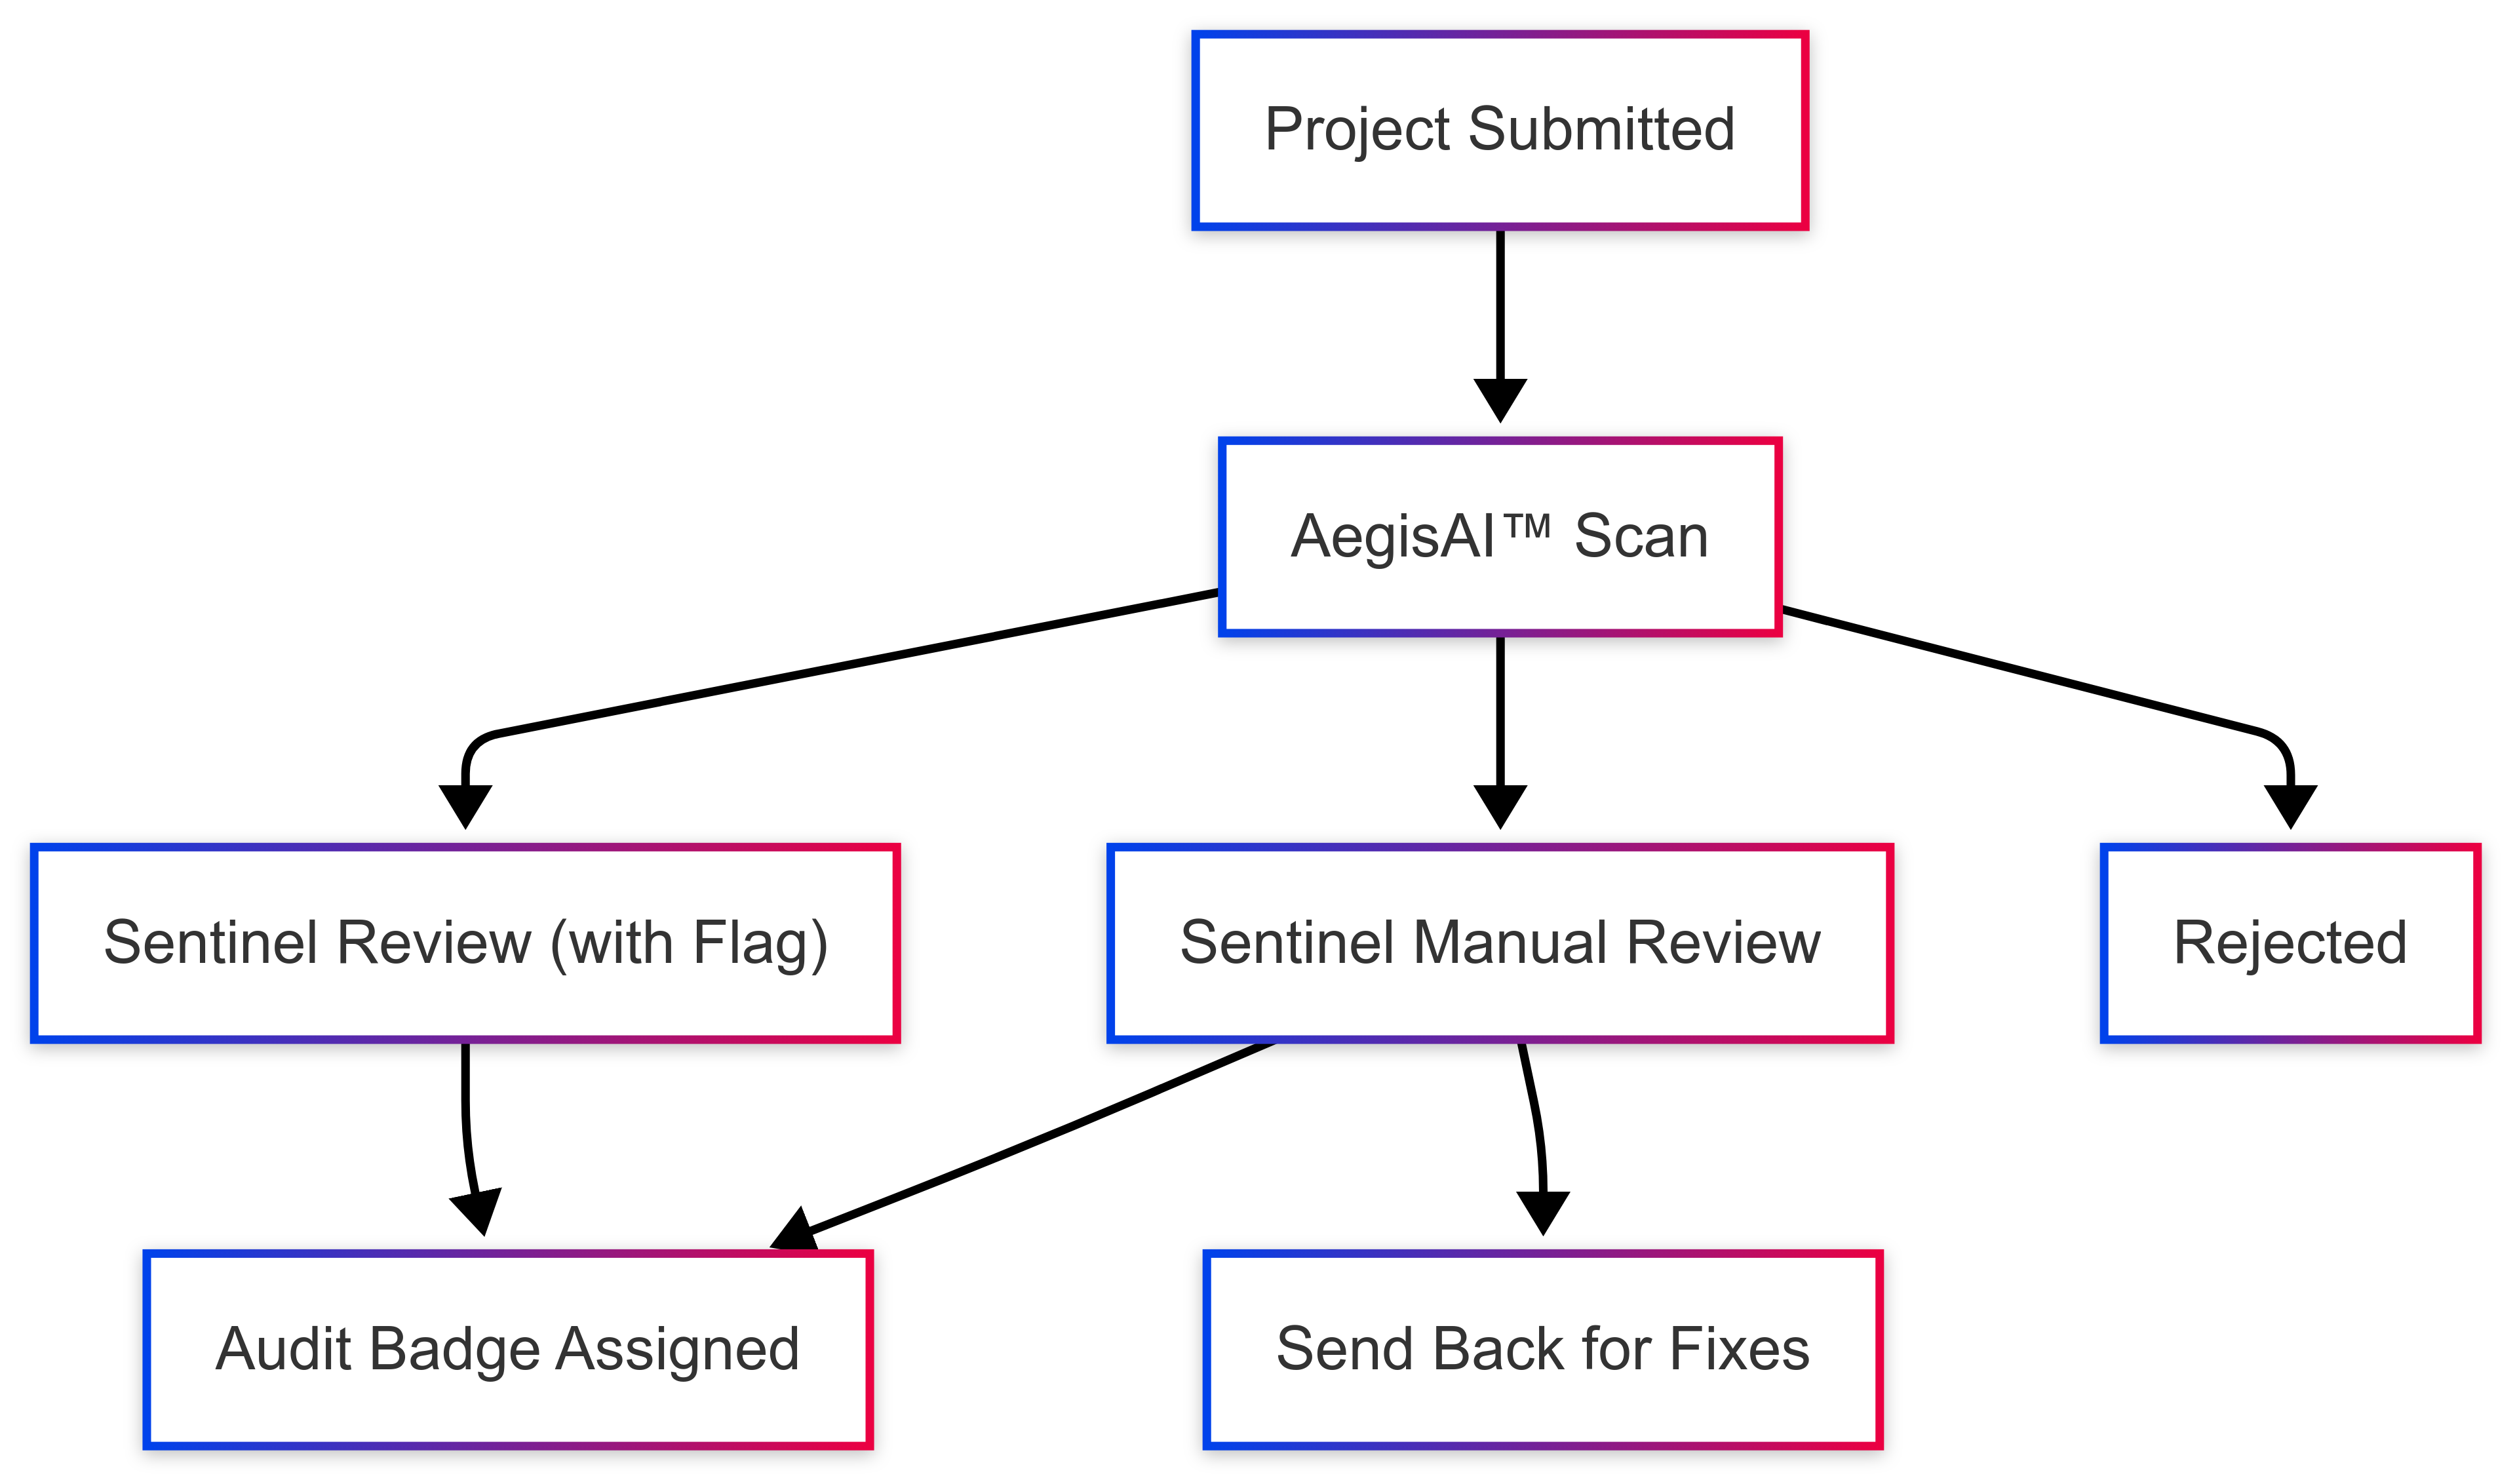 Project Submitted
AegisAI™ Scan
Sentinel Review (with Flag)
Sentinel Manual Review
Rejected
Audit Badge Assigned
Send Back for Fixes